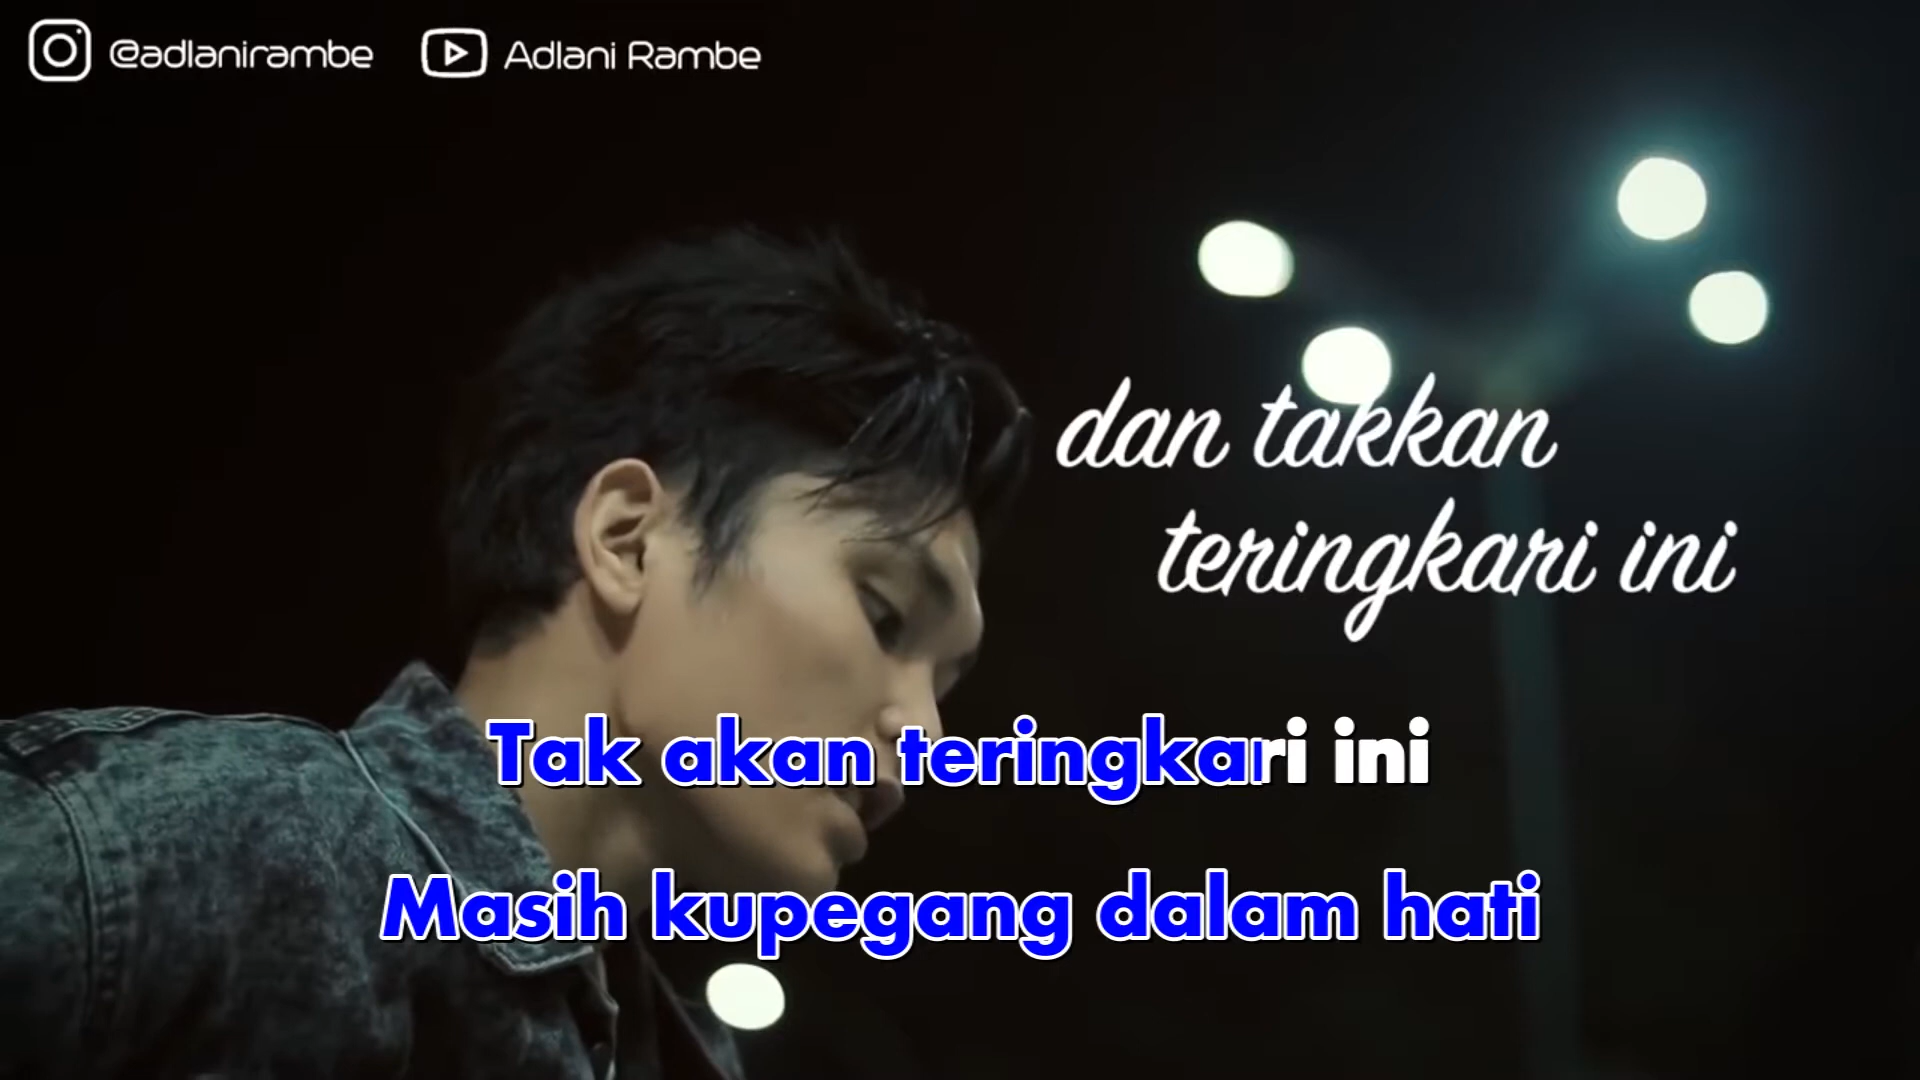 @adlanirambe Adlani Rambe
dan takkan
teringkari ini
Tak akan teringkari ini
Masih kupegang dalam hati